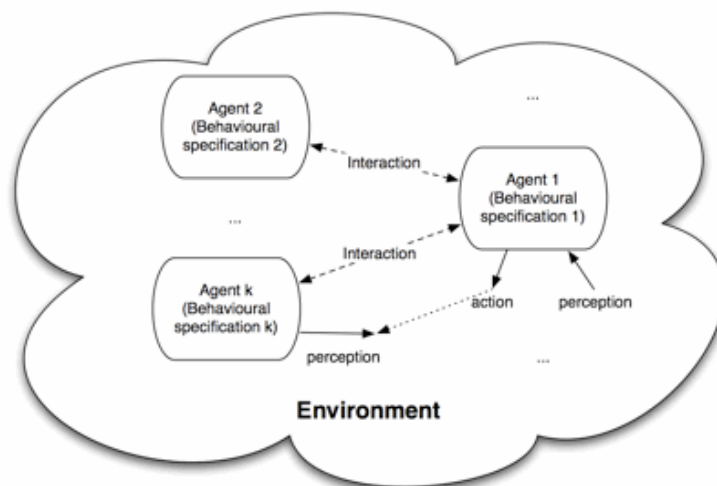 ...
Agent 2
(Behavioural
specification 2)
Interaction
Agent 1
(Behavioural
specification 1)
...
Interaction
Agent k
(Behavioural
specification k)
action
perception
perception
...
Environment